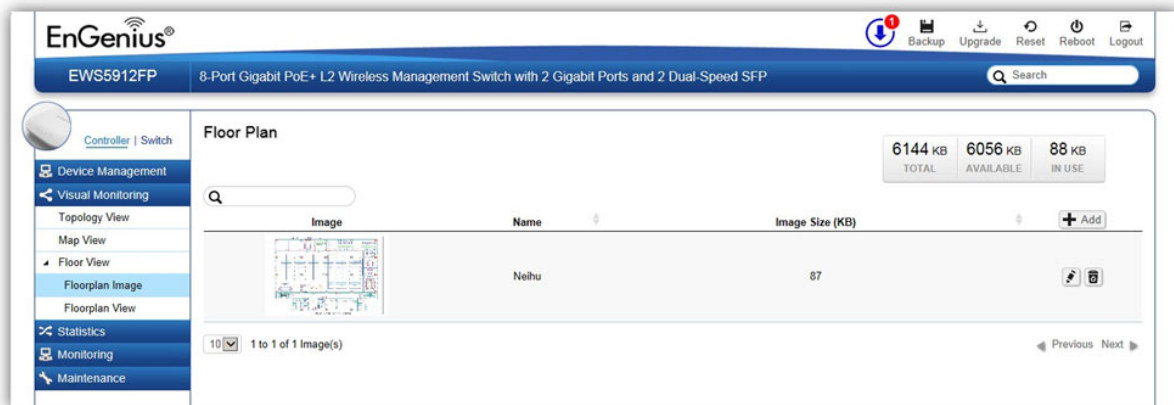 EnGenius®
1
Backup Upgrade Reset Reboot Logout
EWS5912FP
8-Port Gigabit PoE+ L2 Wireless Management Switch with 2 Gigabit Ports and 2 Dual-Speed SFP
Search
Controller | Switch
Device Management
Visual Monitoring
Topology View
Map View
Floor View
Floorplan Image
Floorplan View
Statistics
Monitoring
Maintenance
Floor Plan
6144 KB 6056 KB 88 KB
TOTAL AVAILABLE IN USE
Image Name Image Size (KB) Add
Neihu 87
10 1 to 1 of 1 Image(s)
Previous Next